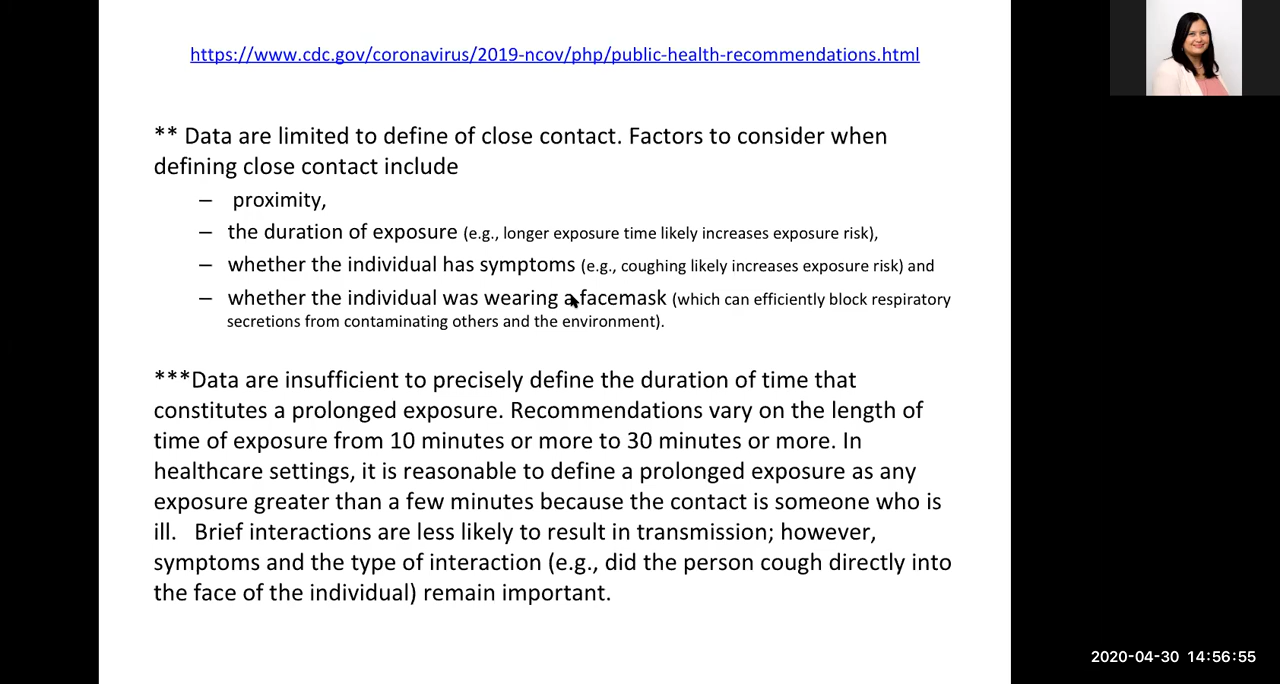 https://www.cdc.gov/coronavirus/2019-ncov/php/public-health-recommendations.html
** Data are limited to define of close contact. Factors to consider when
defining close contact include
– proximity,
– the duration of exposure (e.g., longer exposure time likely increases exposure risk),
– whether the individual has symptoms (e.g., coughing likely increases exposure risk) and
– whether the individual was wearing a facemask (which can efficiently block respiratory
secretions from contaminating others and the environment).
***Data are insufficient to precisely define the duration of time that
constitutes a prolonged exposure. Recommendations vary on the length of
time of exposure from 10 minutes or more to 30 minutes or more. In
healthcare settings, it is reasonable to define a prolonged exposure as any
exposure greater than a few minutes because the contact is someone who is
ill.   Brief interactions are less likely to result in transmission; however,
symptoms and the type of interaction (e.g., did the person cough directly into
the face of the individual) remain important.
2020-04-30 14:56:55